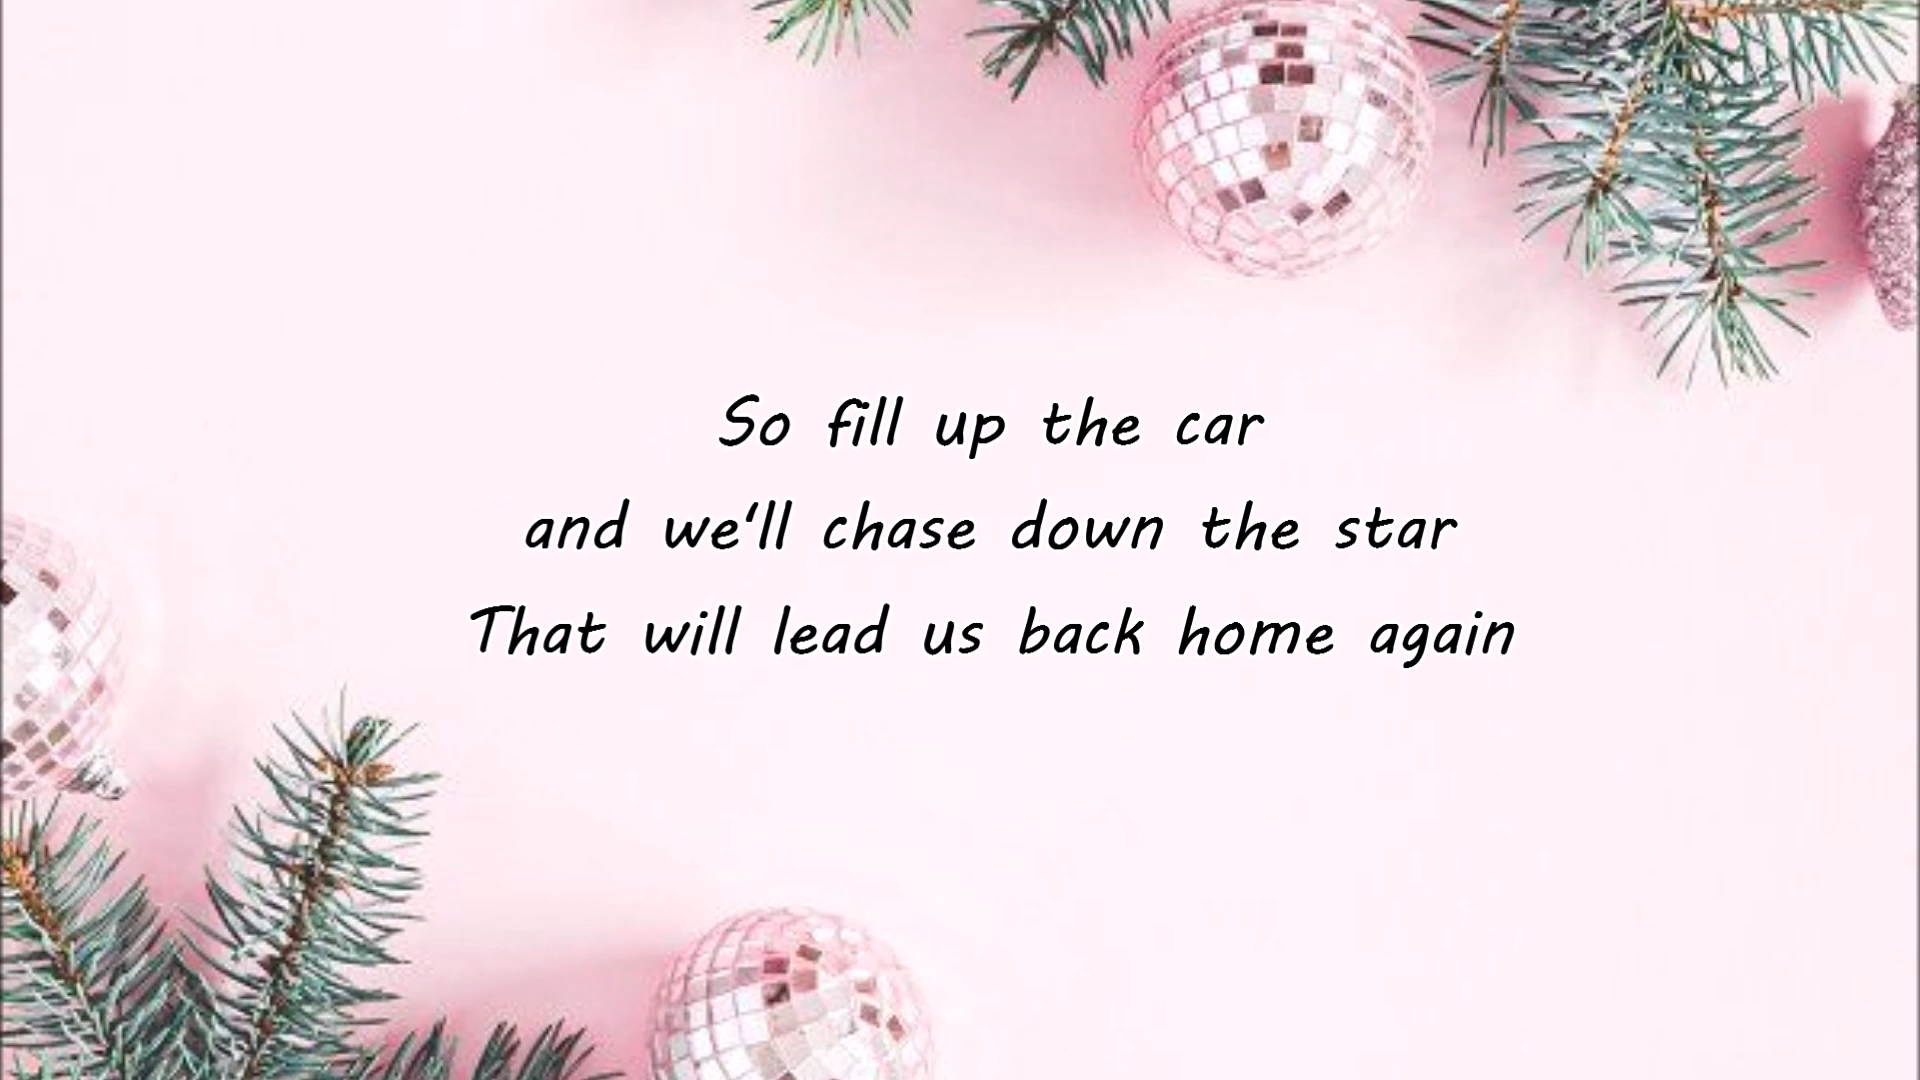 So fill up the car
and we'll chase down the star
That will lead us back home again